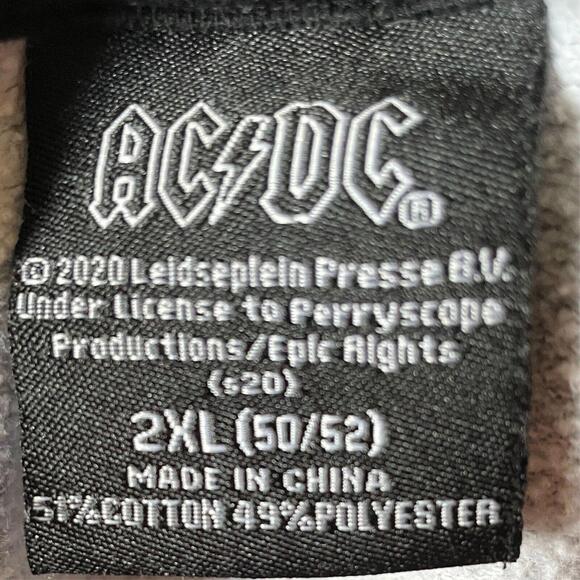 AC⚡DC®
© 2020 Leidseplein Presse B.V.
Under License to Perryscope
Productions/Epic Rights
(s20)
2XL (50/52)
MADE IN CHINA
51%COTTON 49%POLYESTER